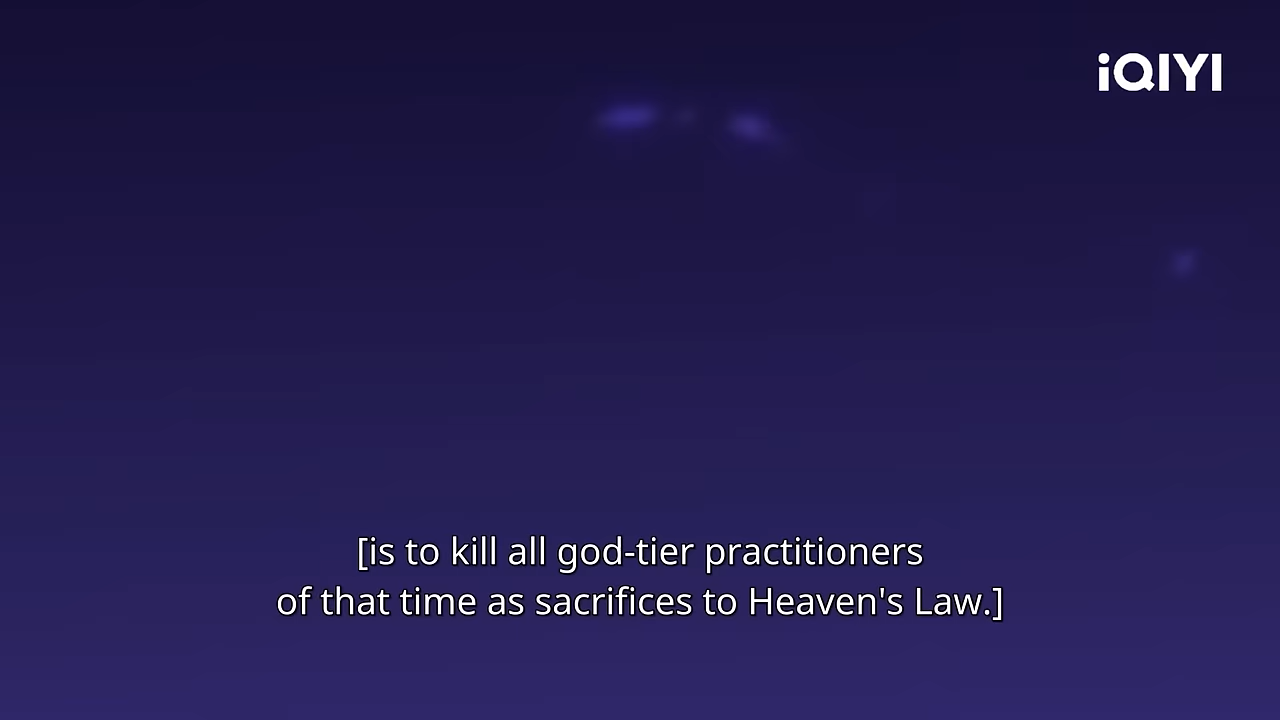 iQIYI
[is to kill all god-tier practitioners
of that time as sacrifices to Heaven's Law.]